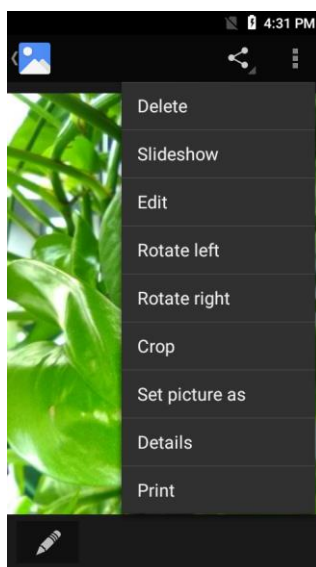 4:31 PM
Delete
Slideshow
Edit
Rotate left
Rotate right
Crop
Set picture as
Details
Print